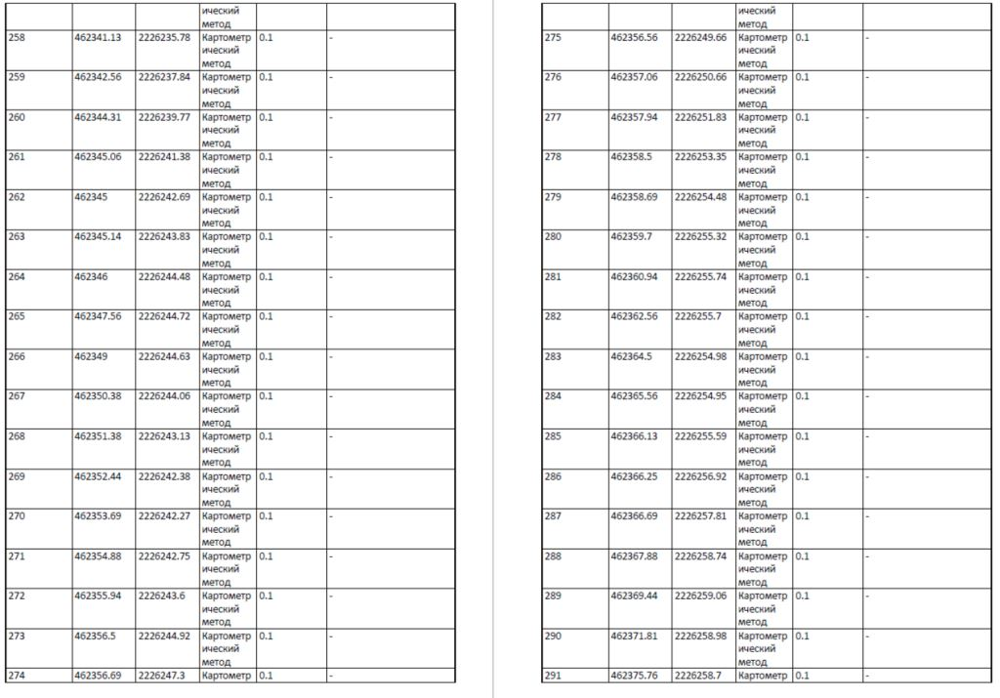 ический
метод
258 462341.13 2226235.78 Картометр 0.1 -
ический
метод
259 462342.56 2226237.84 Картометр 0.1 -
ический
метод
260 462344.31 2226239.77 Картометр 0.1 -
ический
метод
261 462345.06 2226241.38 Картометр 0.1 -
ический
метод
262 462345 2226242.69 Картометр 0.1 -
ический
метод
263 462345.14 2226243.83 Картометр 0.1 -
ический
метод
264 462346 2226244.48 Картометр 0.1 -
ический
метод
265 462347.56 2226244.72 Картометр 0.1 -
ический
метод
266 462349 2226244.63 Картометр 0.1 -
ический
метод
267 462350.38 2226244.06 Картометр 0.1 -
ический
метод
268 462351.38 2226243.13 Картометр 0.1 -
ический
метод
269 462352.44 2226242.38 Картометр 0.1 -
ический
метод
270 462353.69 2226242.27 Картометр 0.1 -
ический
метод
271 462354.88 2226242.75 Картометр 0.1 -
ический
метод
272 462355.94 2226243.6 Картометр 0.1 -
ический
метод
273 462356.5 2226244.92 Картометр 0.1 -
ический
метод
274 462356.69 2226247.3 Картометр 0.1 -
ический
метод
275 462356.56 2226249.66 Картометр 0.1 -
ический
метод
276 462357.06 2226250.66 Картометр 0.1 -
ический
метод
277 462357.94 2226251.83 Картометр 0.1 -
ический
метод
278 462358.5 2226253.35 Картометр 0.1 -
ический
метод
279 462358.69 2226254.48 Картометр 0.1 -
ический
метод
280 462359.7 2226255.32 Картометр 0.1 -
ический
метод
281 462360.94 2226255.74 Картометр 0.1 -
ический
метод
282 462362.56 2226255.7 Картометр 0.1 -
ический
метод
283 462364.5 2226254.98 Картометр 0.1 -
ический
метод
284 462365.56 2226254.95 Картометр 0.1 -
ический
метод
285 462366.13 2226255.59 Картометр 0.1 -
ический
метод
286 462366.25 2226256.92 Картометр 0.1 -
ический
метод
287 462366.69 2226257.81 Картометр 0.1 -
ический
метод
288 462367.88 2226258.74 Картометр 0.1 -
ический
метод
289 462369.44 2226259.06 Картометр 0.1 -
ический
метод
290 462371.81 2226258.98 Картометр 0.1 -
ический
метод
291 462375.76 2226258.7 Картометр 0.1 -